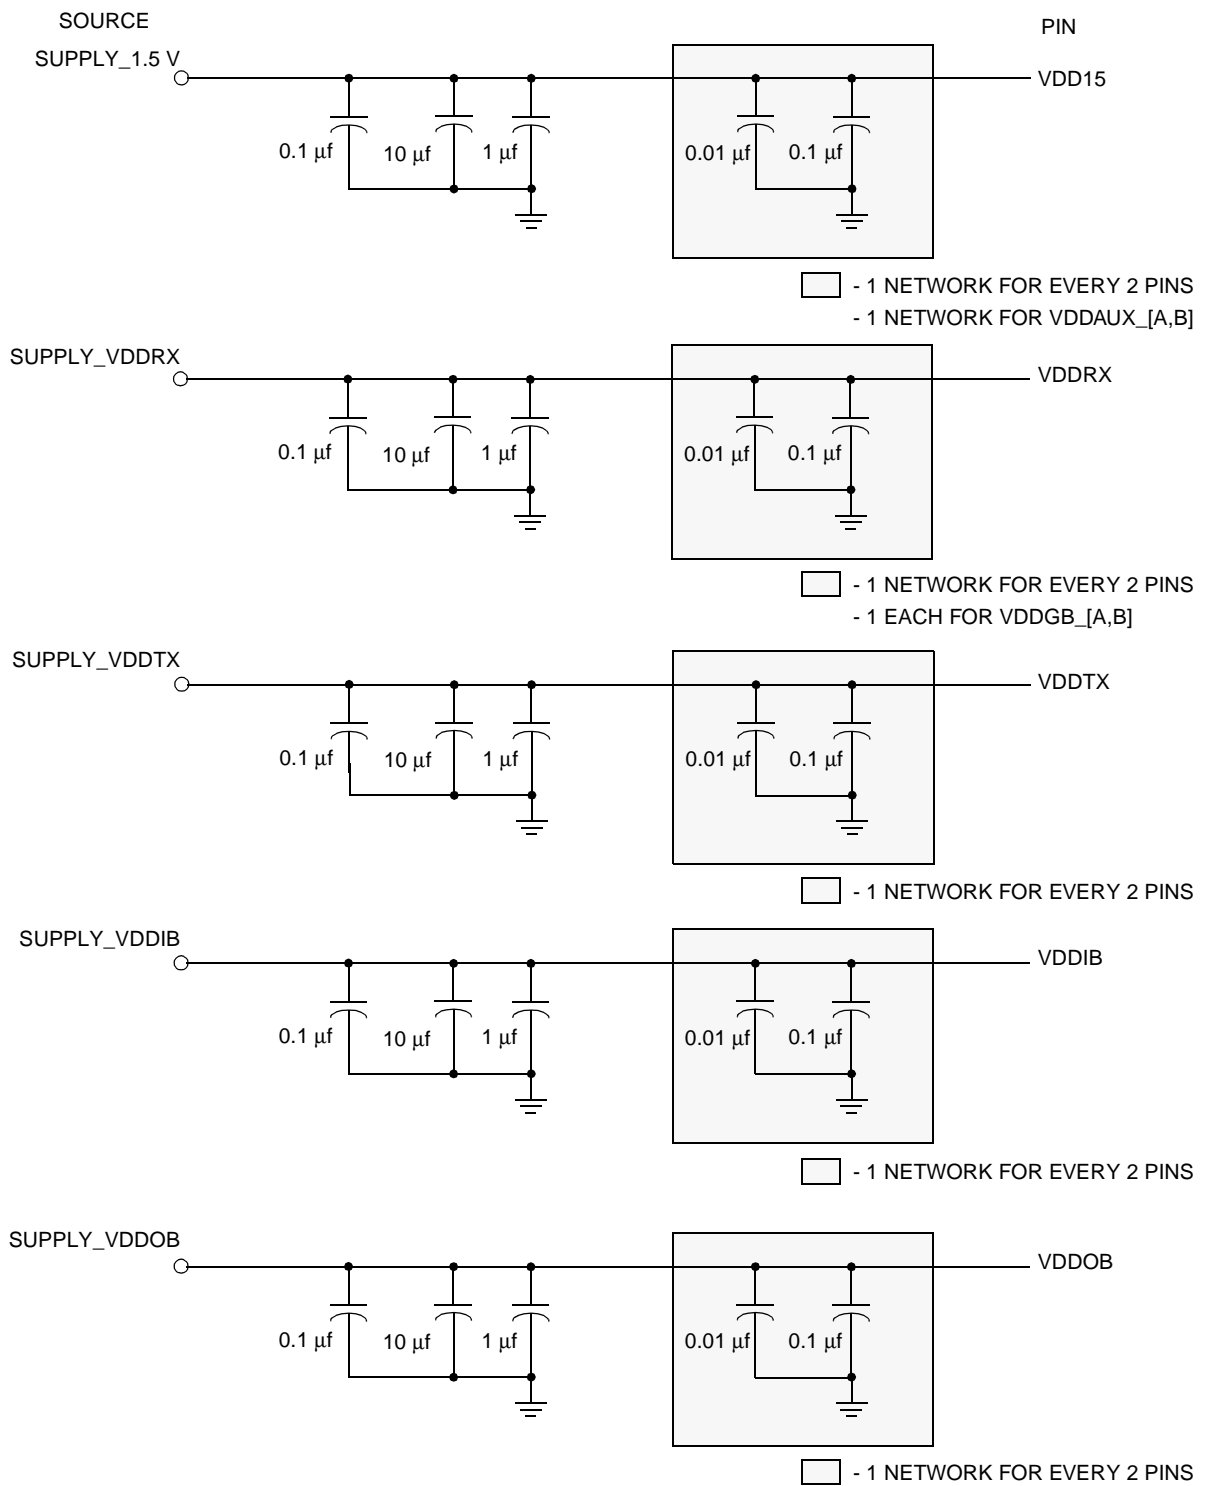 SOURCE
PIN
SUPPLY_1.5 V
VDD15
0.1 µf
10 µf
1 µf
0.01 µf
0.1 µf
- 1 NETWORK FOR EVERY 2 PINS
- 1 NETWORK FOR VDDAUX_[A,B]
SUPPLY_VDDRX
VDDRX
0.1 µf
10 µf
1 µf
0.01 µf
0.1 µf
- 1 NETWORK FOR EVERY 2 PINS
- 1 EACH FOR VDDGB_[A,B]
SUPPLY_VDDTX
VDDTX
0.1 µf
10 µf
1 µf
0.01 µf
0.1 µf
- 1 NETWORK FOR EVERY 2 PINS
SUPPLY_VDDIB
VDDIB
0.1 µf
10 µf
1 µf
0.01 µf
0.1 µf
- 1 NETWORK FOR EVERY 2 PINS
SUPPLY_VDDOB
VDDOB
0.1 µf
10 µf
1 µf
0.01 µf
0.1 µf
- 1 NETWORK FOR EVERY 2 PINS